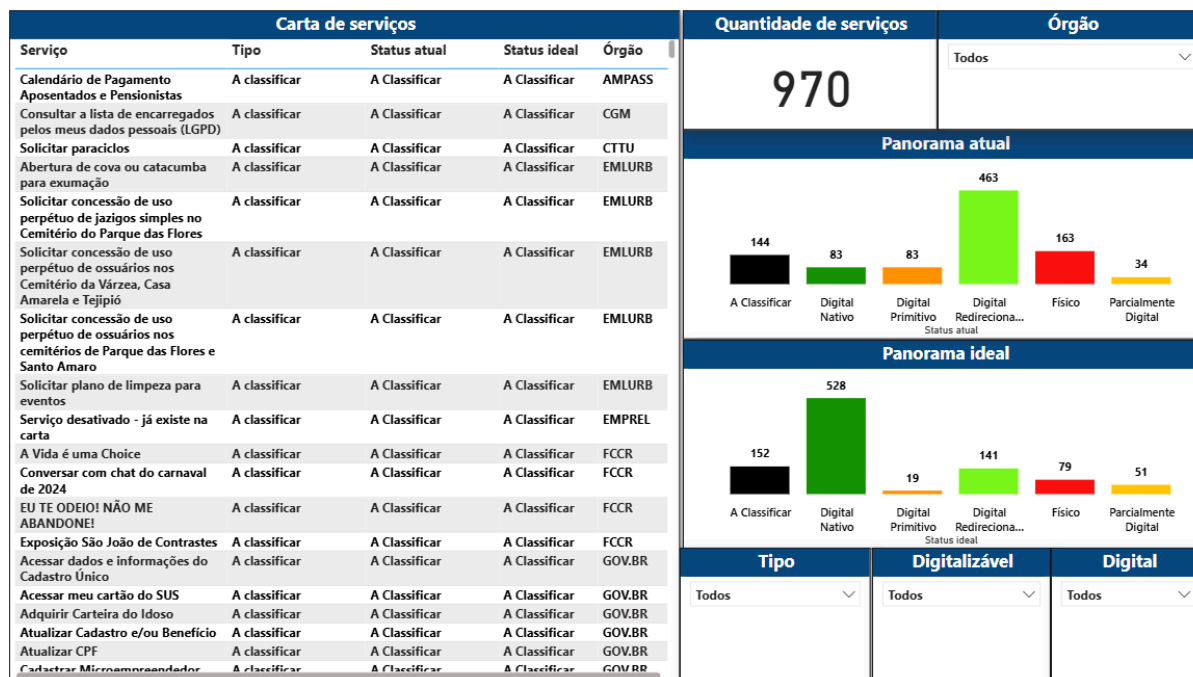 Carta de serviços
Serviço Tipo Status atual Status ideal Órgão
Calendário de Pagamento
Aposentados e Pensionistas A classificar A Classificar A Classificar AMPASS
Consultar a lista de encarregados
pelos meus dados pessoais (LGPD) A classificar A Classificar A Classificar CGM
Solicitar paraciclos A classificar A Classificar A Classificar CTTU
Abertura de cova ou catacumba
para exumação A classificar A Classificar A Classificar EMLURB
Solicitar concessão de uso
perpétuo de jazigos simples no
Cemitério do Parque das Flores A classificar A Classificar A Classificar EMLURB
Solicitar concessão de uso
perpétuo de ossuários nos
Cemitério da Várzea, Casa
Amarela e Tejipió A classificar A Classificar A Classificar EMLURB
Solicitar concessão de uso
perpétuo de ossuários nos
cemitérios de Parque das Flores e
Santo Amaro A classificar A Classificar A Classificar EMLURB
Solicitar plano de limpeza para
eventos A classificar A Classificar A Classificar EMLURB
Serviço desativado - já existe na
carta A classificar A Classificar A Classificar EMPREL
A Vida é uma Choice A classificar A Classificar A Classificar FCCR
Conversar com chat do carnaval
de 2024 A classificar A Classificar A Classificar FCCR
EU TE ODEIO! NÃO ME
ABANDONE! A classificar A Classificar A Classificar FCCR
Exposição São João de Contrastes A classificar A Classificar A Classificar FCCR
Acessar dados e informações do
Cadastro Único A classificar A Classificar A Classificar GOV.BR
Acessar meu cartão do SUS A classificar A Classificar A Classificar GOV.BR
Adquirir Carteira do Idoso A classificar A Classificar A Classificar GOV.BR
Atualizar Cadastro e/ou Benefício A classificar A Classificar A Classificar GOV.BR
Atualizar CPF A classificar A Classificar A Classificar GOV.BR
Cadastrar Microempreendedor A classificar A Classificar A Classificar GOV.BR
Quantidade de serviços
970
Órgão
Todos
Panorama atual
144 83 83 463 163 34
A Classificar Digital Nativo Digital Primitivo Digital Redireciona... Físico Parcialmente Digital
Status atual
Panorama ideal
152 528 19 141 79 51
A Classificar Digital Nativo Digital Primitivo Digital Redireciona... Físico Parcialmente Digital
Status ideal
Tipo
Todos
Digitalizável
Todos
Digital
Todos